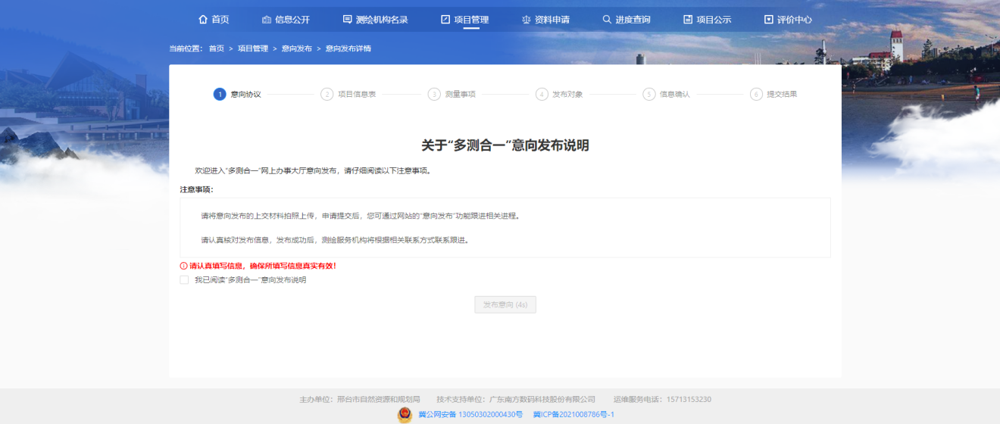 首页 信息公开 测绘机构名录 项目管理 资料申请 进度查询 项目公示 评价中心
当前位置： 首页 > 项目管理 > 意向发布 > 意向发布详情
1 意向协议 2 项目信息表 3 测量事项 4 发布对象 5 信息确认 6 提交结果
关于“多测合一”意向发布说明
欢迎进入“多测合一”网上办事大厅意向发布，请仔细阅读以下注意事项。
注意事项：
请将意向发布的上交材料拍照上传，申请提交后，您可通过网站的“意向发布”功能跟进相关进程。
请认真核对发布信息，发布成功后，测绘服务机构将根据相关联系方式联系跟进。
请认真填写信息，确保所填写信息真实有效！
我已阅读“多测合一”意向发布说明
发布意向 (4s)
主办单位：邢台市自然资源和规划局 技术支持单位：广东南方数码科技股份有限公司 运维服务电话：15713153230
冀公网安备 13050302000430号 冀ICP备2021008786号-1